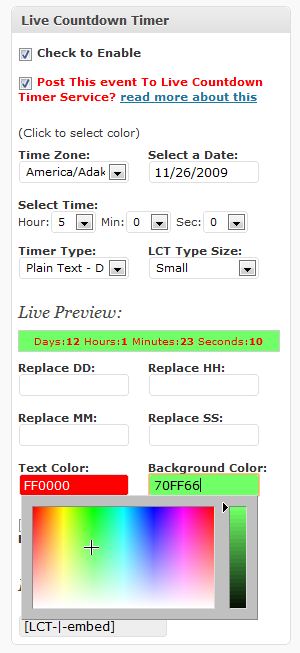 Live Countdown Timer
Check to Enable
Post This event To Live Countdown
Timer Service? read more about this
(Click to select color)
Time Zone: Select a Date:
America/Adak 11/26/2009
Select Time:
Hour: 5 Min: 0 Sec: 0
Timer Type: LCT Type Size:
Plain Text - D Small
Live Preview:
Days:12 Hours:1 Minutes:23 Seconds:10
Replace DD: Replace HH:
Replace MM: Replace SS:
Text Color: Background Color:
FF0000 70FF66
[LCT-|-embed]